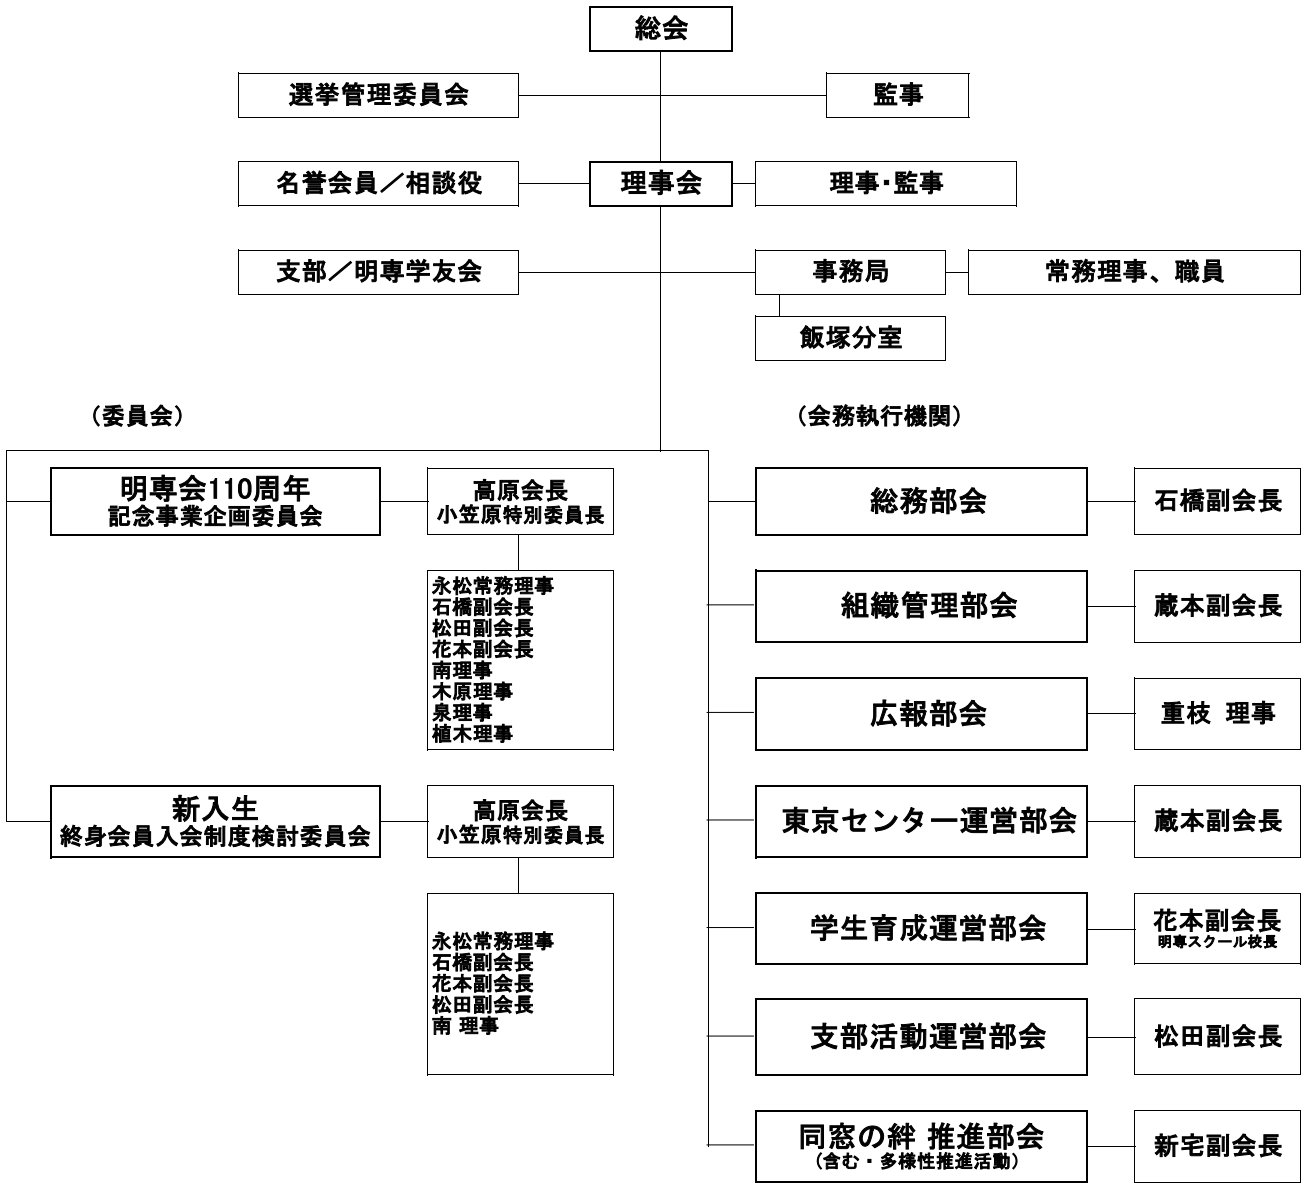 総会
選挙管理委員会
監事
名誉会員／相談役
理事会
理事・監事
支部／明専学友会
事務局
常務理事、職員
飯塚分室
（委員会）
（会務執行機関）
明専会110周年
記念事業企画委員会
高原会長
小笠原特別委員長
永松常務理事
石橋副会長
松田副会長
花本副会長
南理事
木原理事
泉理事
植木理事
新入生
終身会員入会制度検討委員会
高原会長
小笠原特別委員長
永松常務理事
石橋副会長
花本副会長
松田副会長
南 理事
総務部会
石橋副会長
組織管理部会
蔵本副会長
広報部会
重枝 理事
東京センター運営部会
蔵本副会長
学生育成運営部会
花本副会長
明専スクール校長
支部活動運営部会
松田副会長
同窓の絆 推進部会
（含む・多様性推進活動）
新宅副会長